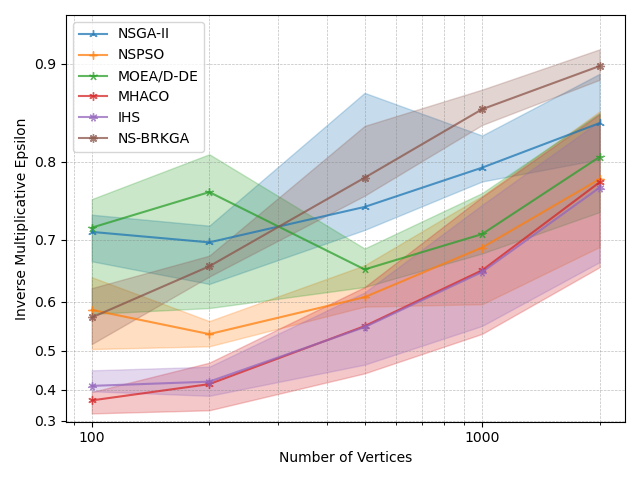 NSGA-II
NSPSO
MOEA/D-DE
MHACO
IHS
NS-BRKGA
0.9
0.8
0.7
0.6
0.5
0.4
0.3
Inverse Multiplicative Epsilon
100
1000
Number of Vertices